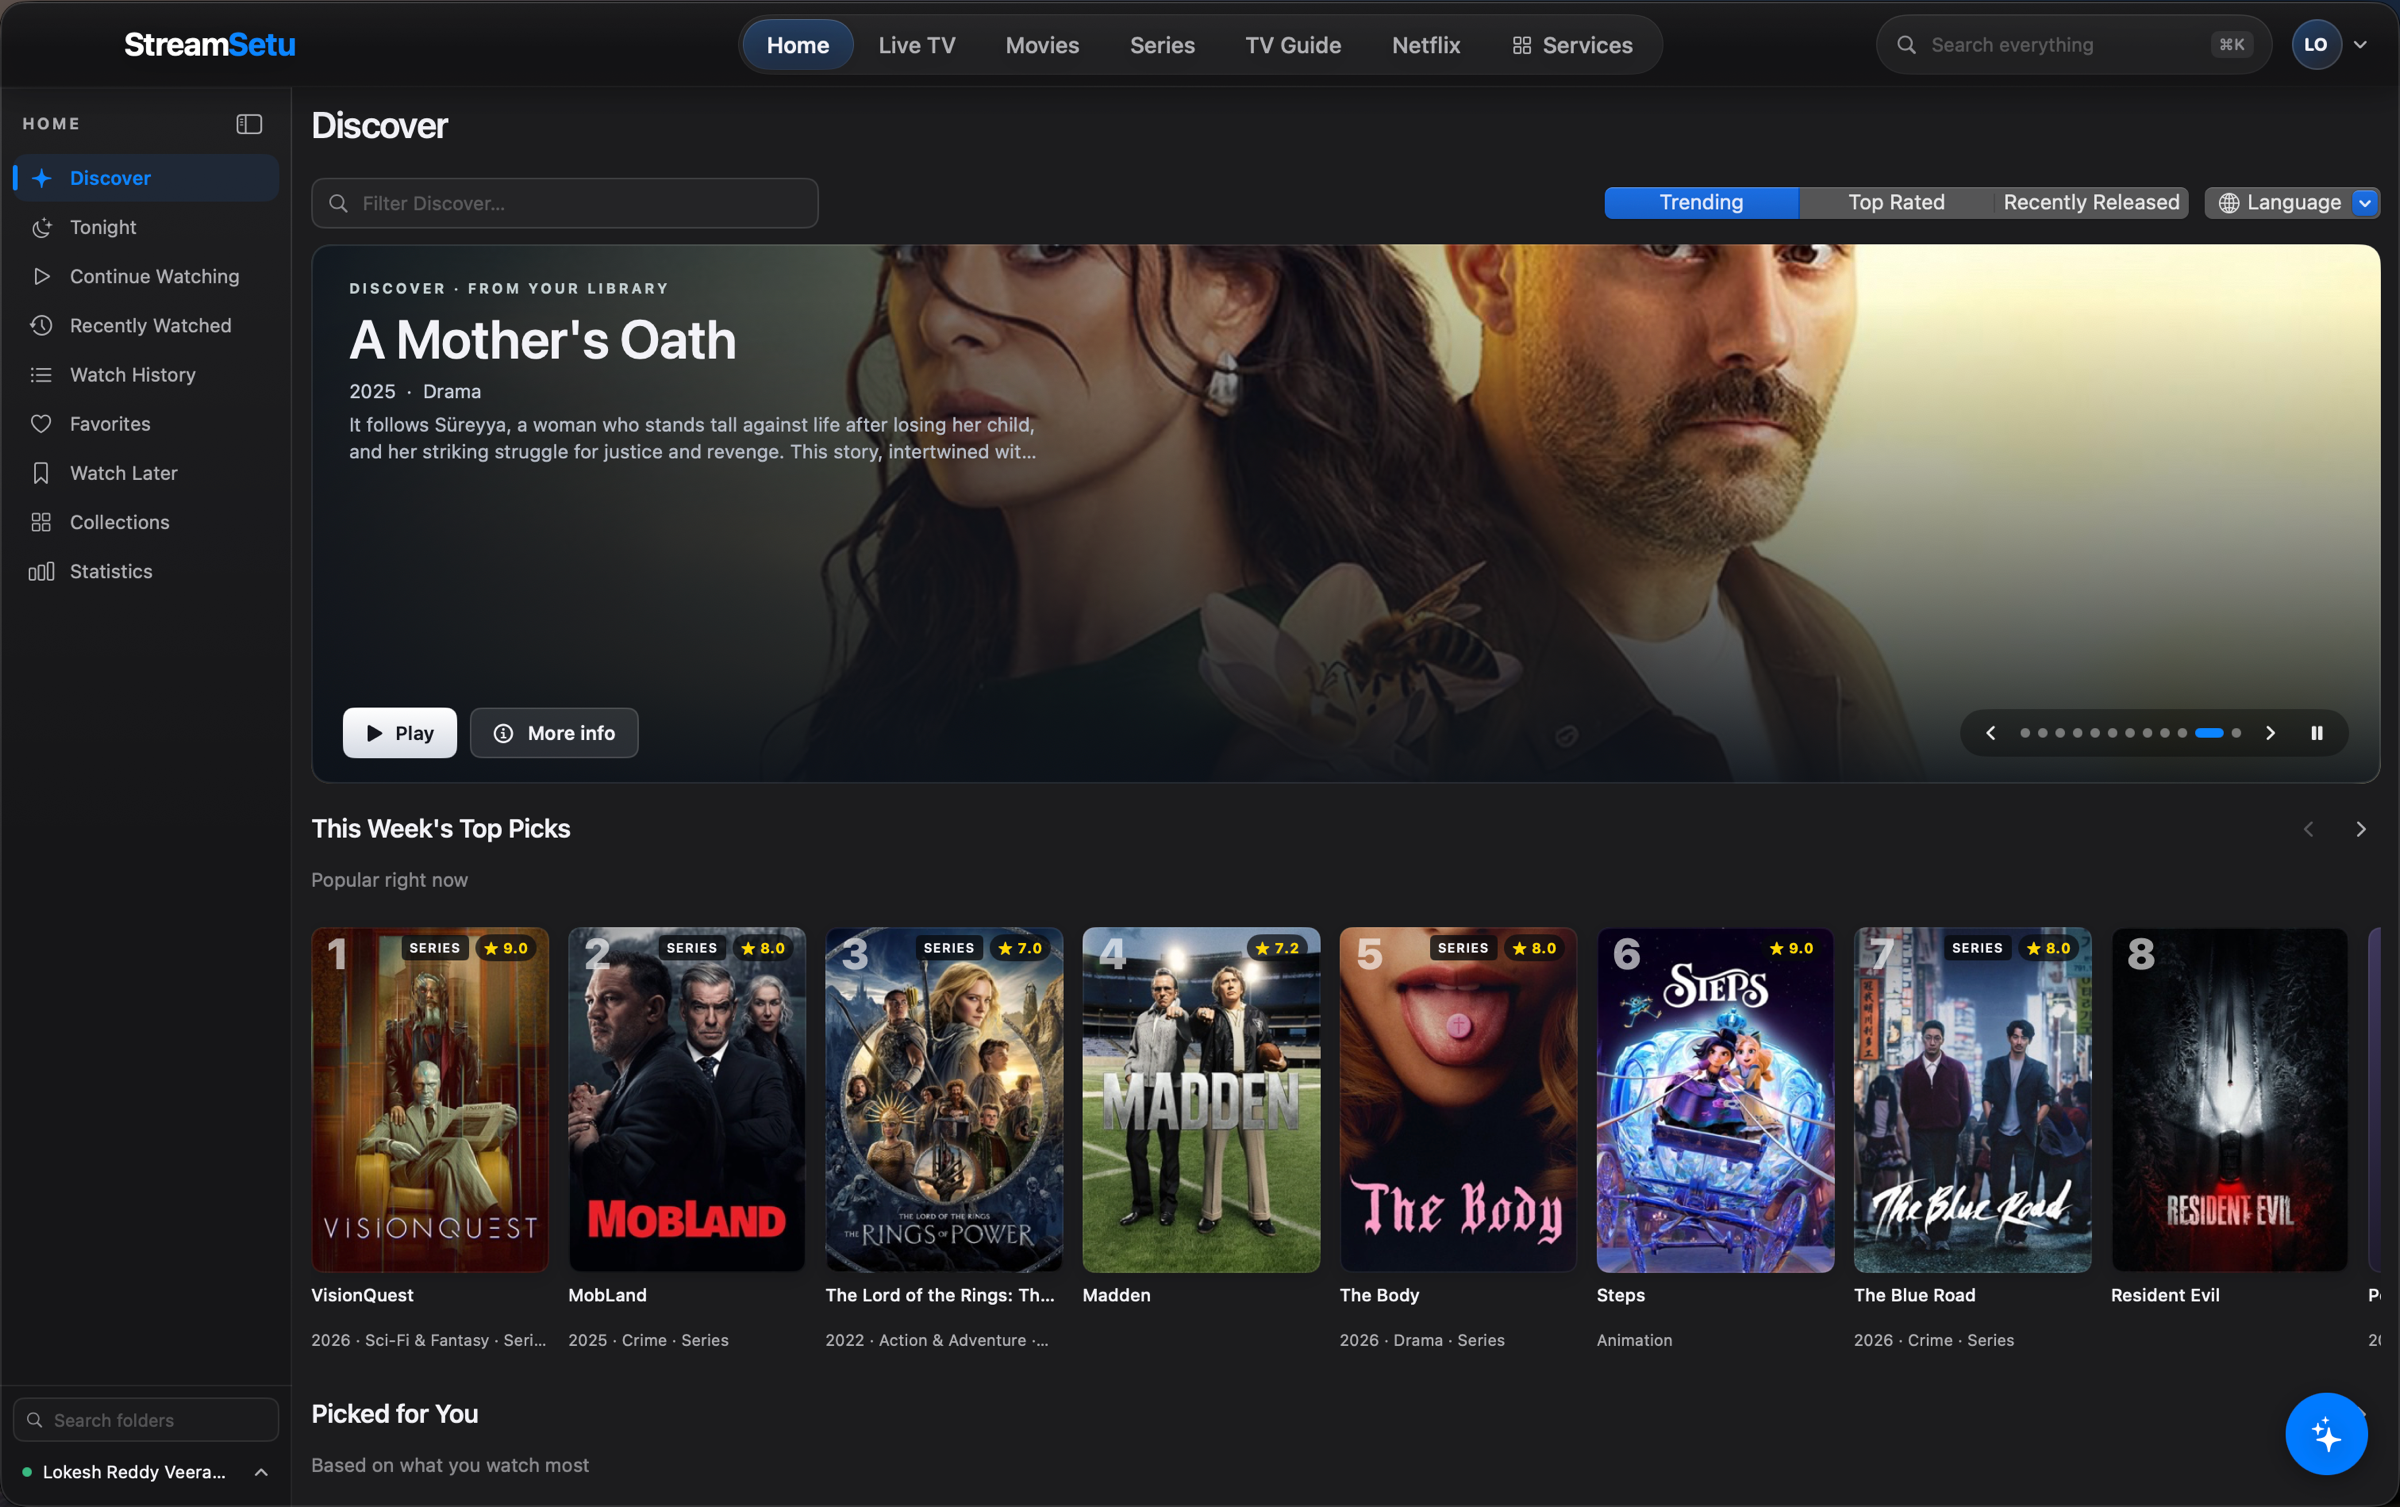 StreamSetu
Home
Live TV
Movies
Series
TV Guide
Netflix
Services
Search everything
⌘K
LO
HOME
Discover
Tonight
Continue Watching
Recently Watched
Watch History
Favorites
Watch Later
Collections
Statistics
Search folders
Lokesh Reddy Veera...
Discover
Filter Discover...
Trending
Top Rated
Recently Released
Language
DISCOVER · FROM YOUR LIBRARY
A Mother's Oath
2025 · Drama
It follows Süreyya, a woman who stands tall against life after losing her child,
and her striking struggle for justice and revenge. This story, intertwined wit...
Play
More info
This Week's Top Picks
Popular right now
1
SERIES
★ 9.0
VISIONQUEST
VisionQuest
2026 · Sci-Fi & Fantasy · Seri...
2
SERIES
★ 8.0
MOBLAND
MobLand
2025 · Crime · Series
3
SERIES
★ 7.0
THE LORD OF THE RINGS
THE RINGS OF POWER
The Lord of the Rings: Th...
2022 · Action & Adventure ·...
4
★ 7.2
MADDEN
Madden
5
SERIES
★ 8.0
The Body
The Body
2026 · Drama · Series
6
★ 9.0
STEPS
Steps
Animation
7
SERIES
★ 8.0
The Blue Road
The Blue Road
2026 · Crime · Series
8
RESIDENT EVIL
Resident Evil
Picked for You
Based on what you watch most